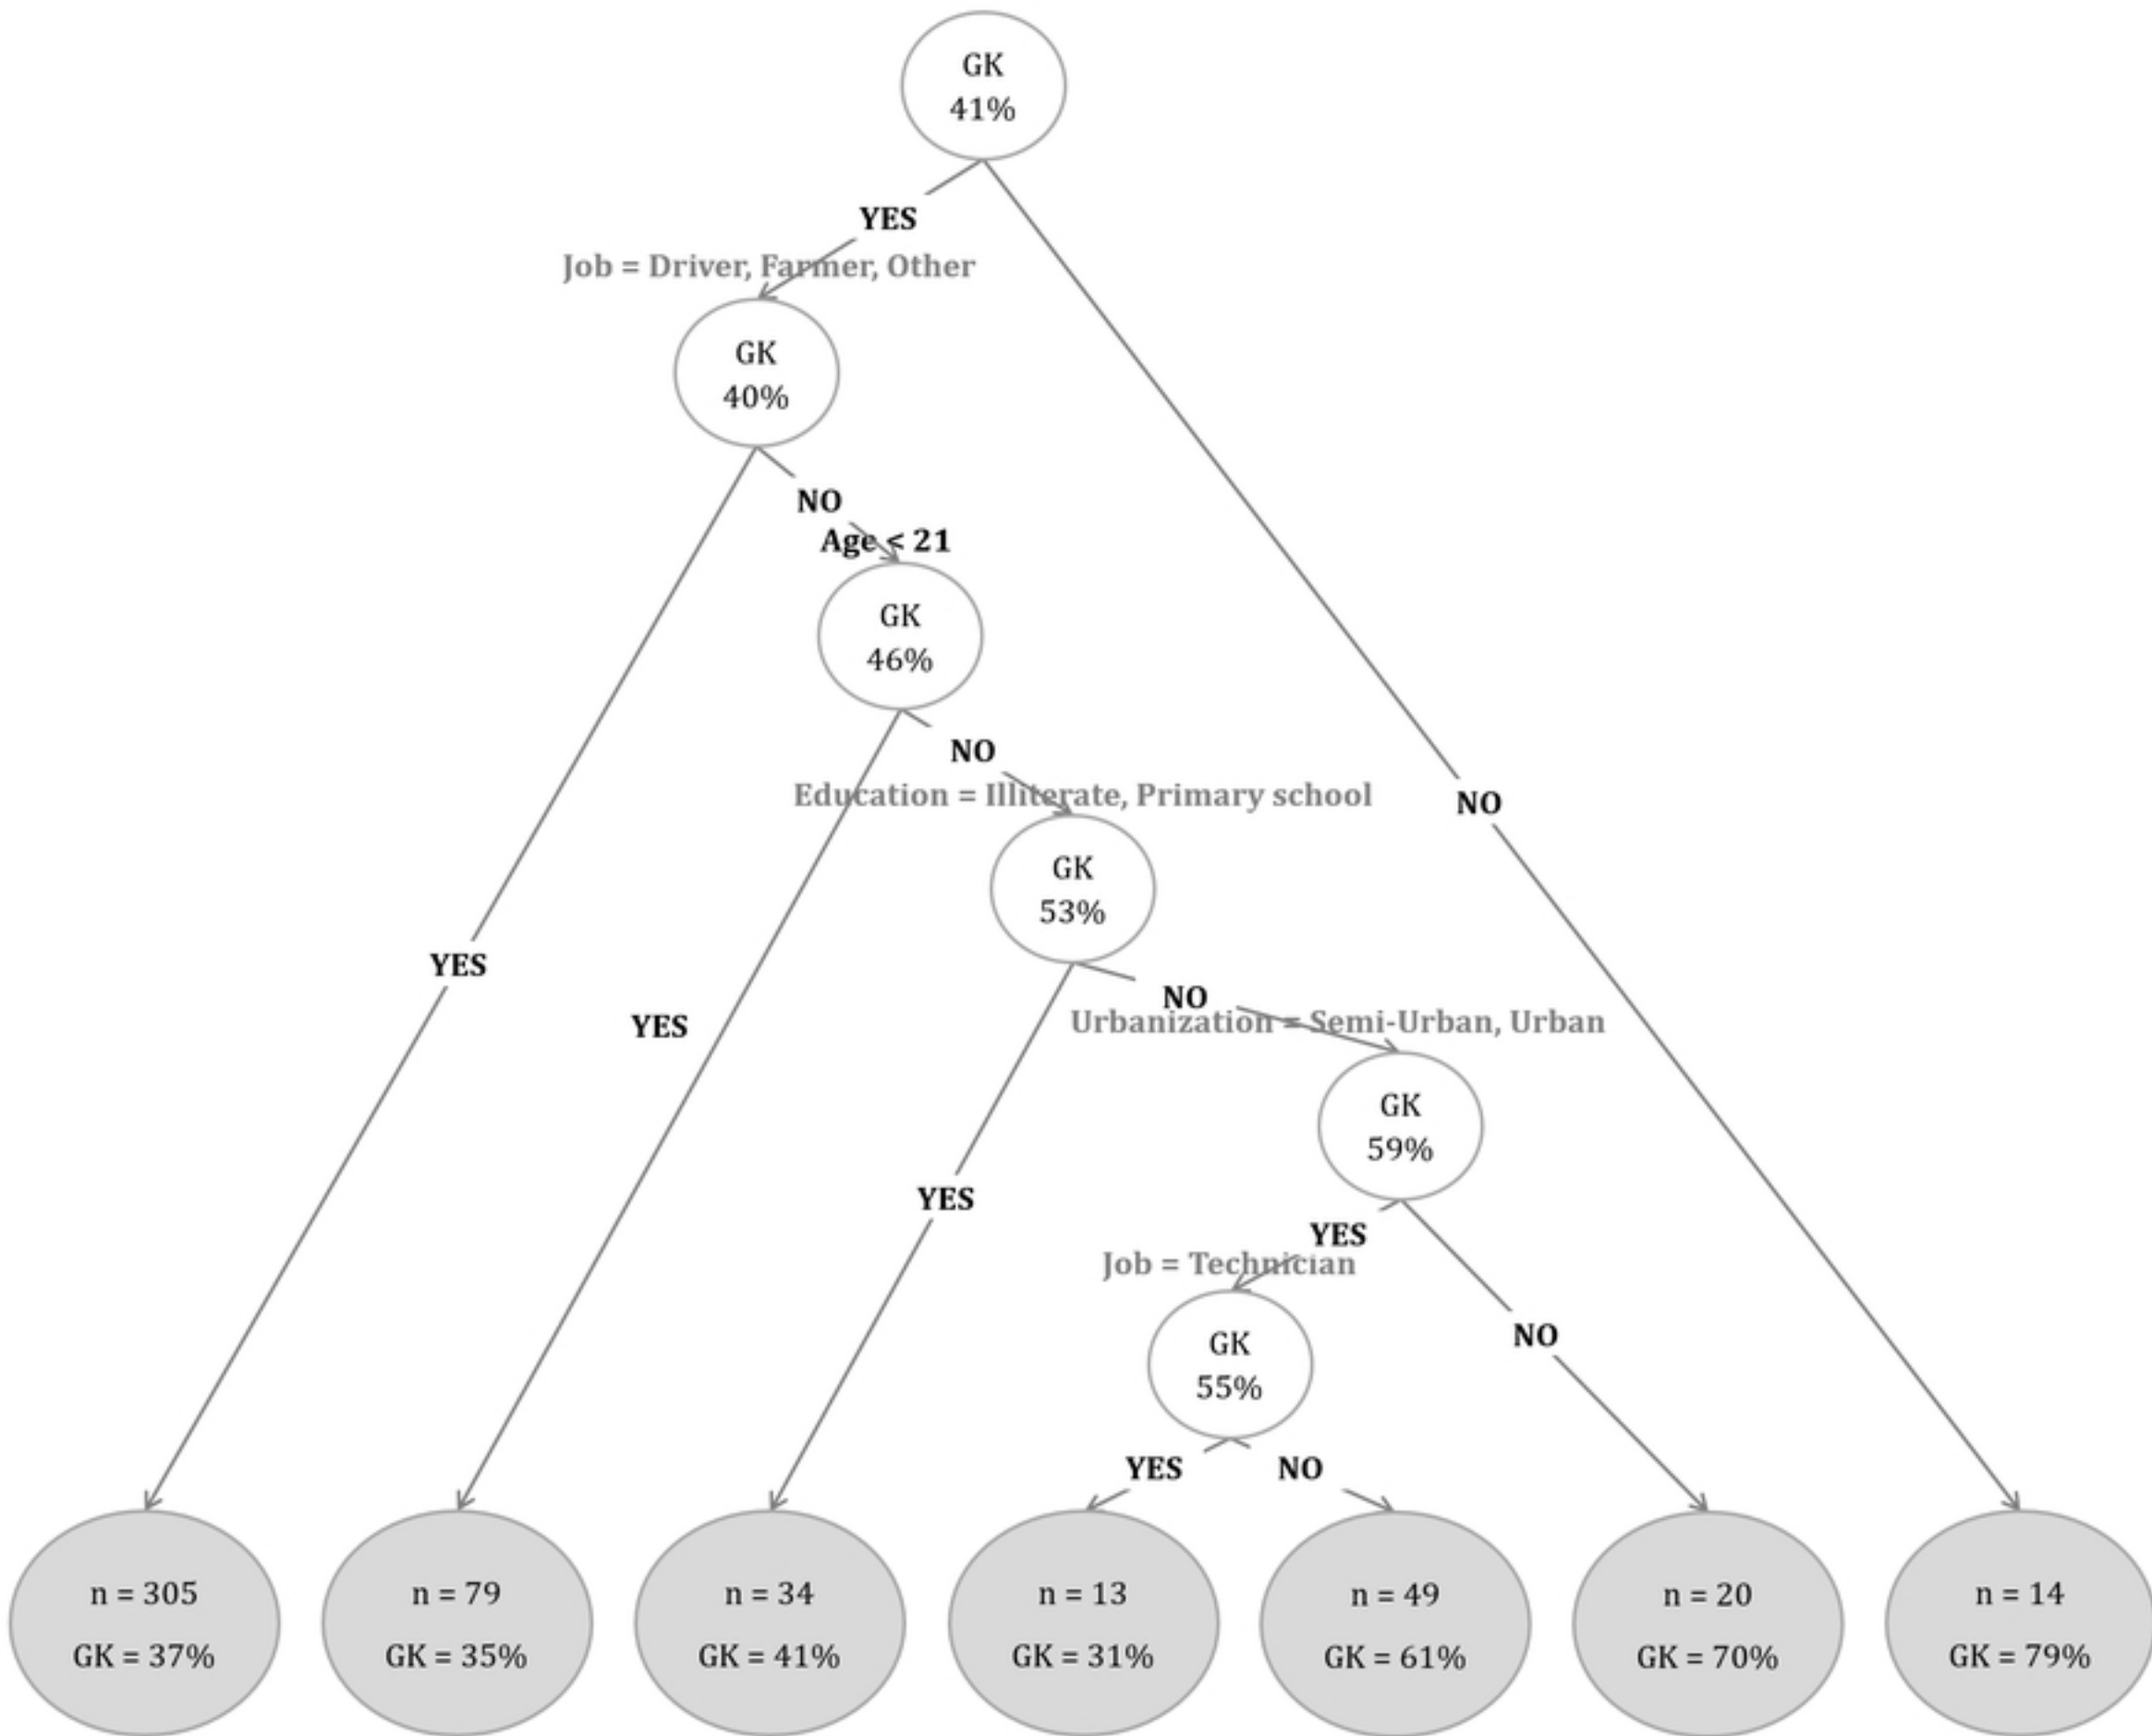 GK
41%
YES
Job = Driver, Farmer, Other
GK
40%
NO
Age < 21
GK
46%
NO
Education = Illiterate, Primary school
NO
GK
53%
YES
NO
Urbanization = Semi-Urban, Urban
YES
GK
59%
YES
YES
Job = Technician
NO
GK
55%
YES
NO
n = 305
GK = 37%
n = 79
GK = 35%
n = 34
GK = 41%
n = 13
GK = 31%
n = 49
GK = 61%
n = 20
GK = 70%
n = 14
GK = 79%